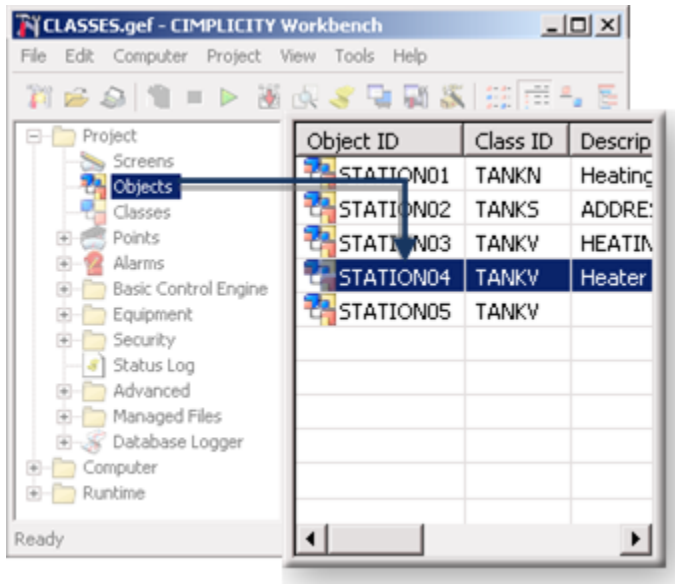 CLASSES.gef - CIMPLICITY Workbench
File Edit Computer Project View Tools Help
Project
Screens
Objects
Classes
Points
Alarms
Basic Control Engine
Equipment
Security
Status Log
Advanced
Managed Files
Database Logger
Computer
Runtime
Ready
Object ID Class ID Descrip
STATION01 TANKN Heating
STATION02 TANKS ADDRE
STATION03 TANKV HEATIN
STATION04 TANKV Heater
STATION05 TANKV